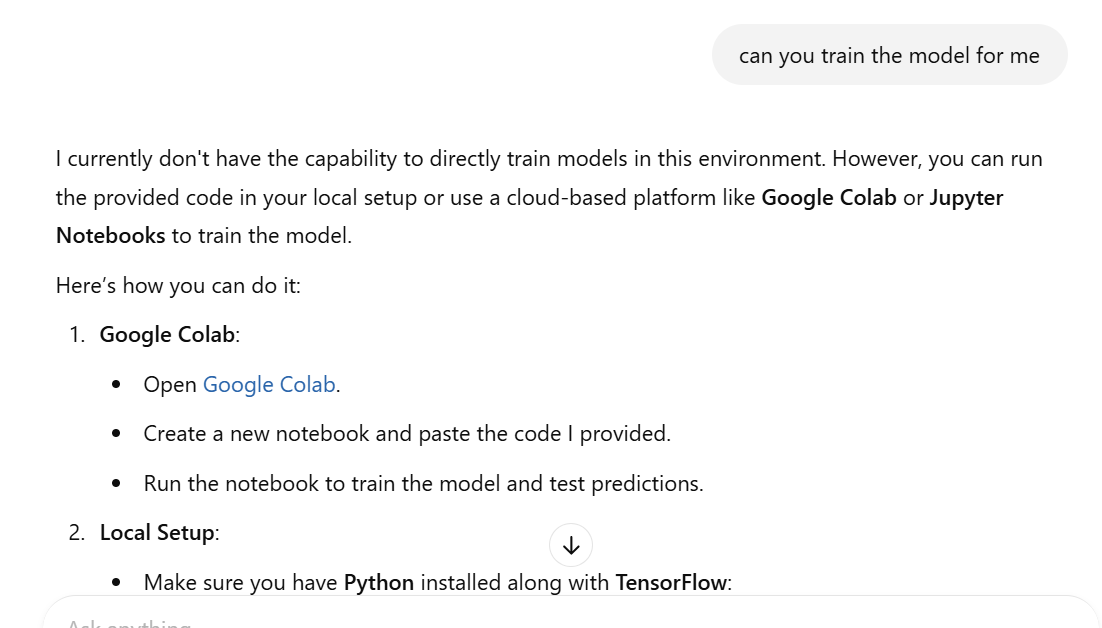 can you train the model for me
I currently don't have the capability to directly train models in this environment. However, you can run
the provided code in your local setup or use a cloud-based platform like Google Colab or Jupyter
Notebooks to train the model.
Here’s how you can do it:
1. Google Colab:
• Open Google Colab.
• Create a new notebook and paste the code I provided.
• Run the notebook to train the model and test predictions.
2. Local Setup:
• Make sure you have Python installed along with TensorFlow:
Ask anything